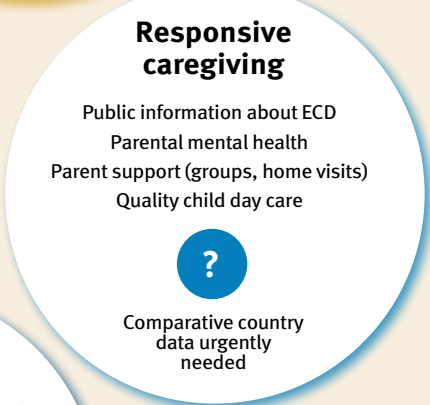 Responsive
caregiving
Public information about ECD
Parental mental health
Parent support (groups, home visits)
Quality child day care
?
Comparative country
data urgently
needed